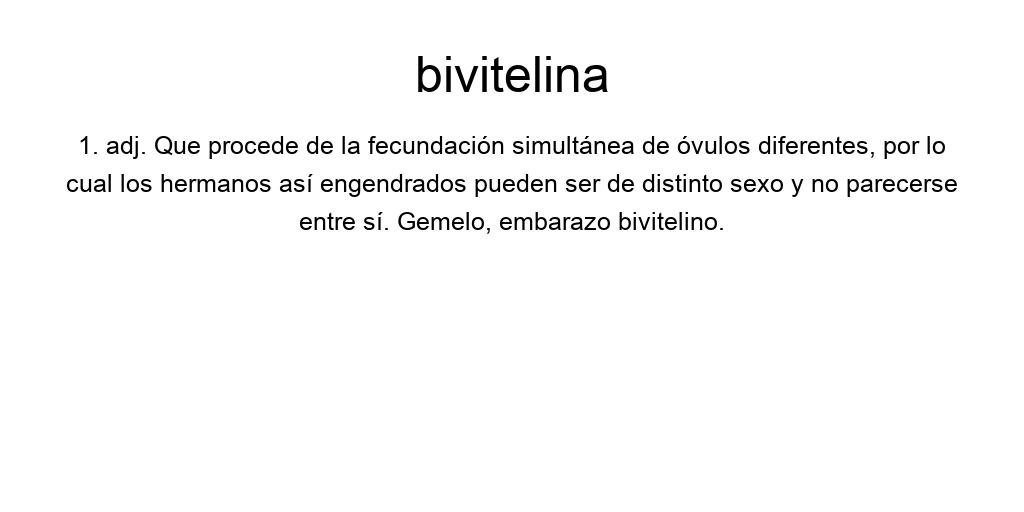 bivitelina
1. adj. Que procede de la fecundación simultánea de óvulos diferentes, por lo
cual los hermanos así engendrados pueden ser de distinto sexo y no parecerse
entre sí. Gemelo, embarazo bivitelino.